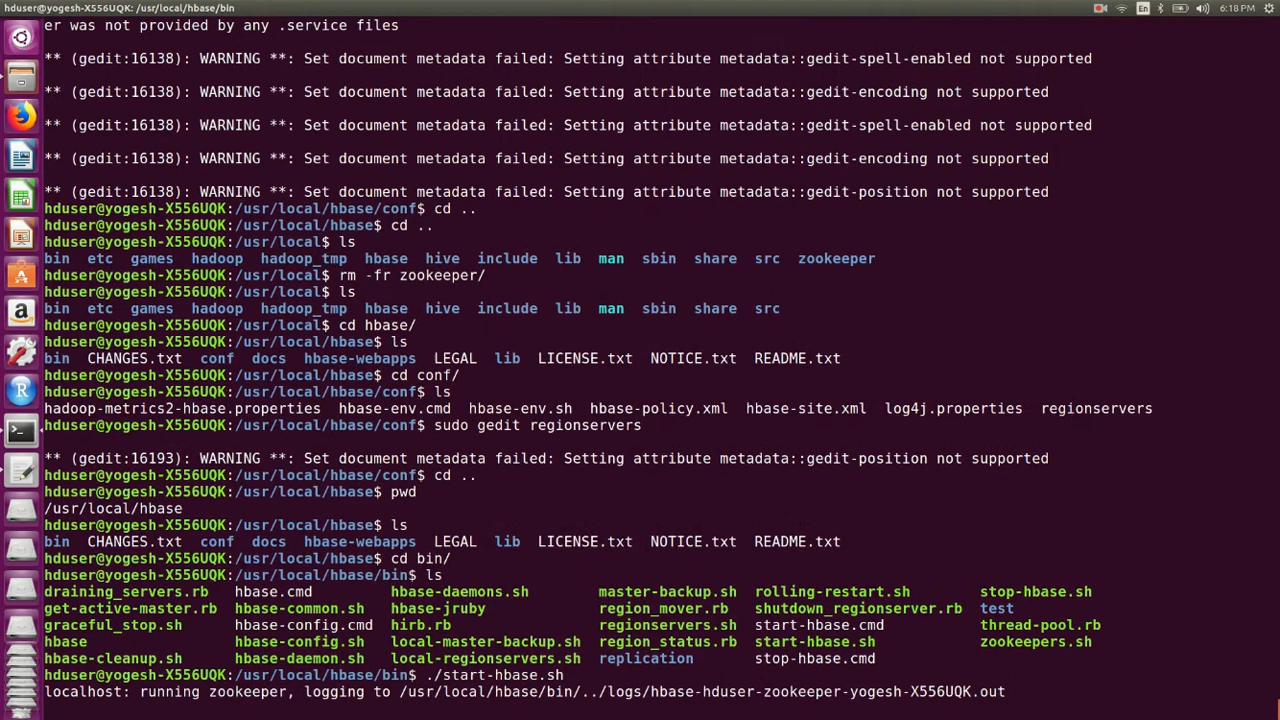 hduser@yogesh-X556UQK: /usr/local/hbase/bin
En
6:18 PM
er was not provided by any .service files
** (gedit:16138): WARNING **: Set document metadata failed: Setting attribute metadata::gedit-spell-enabled not supported
** (gedit:16138): WARNING **: Set document metadata failed: Setting attribute metadata::gedit-encoding not supported
** (gedit:16138): WARNING **: Set document metadata failed: Setting attribute metadata::gedit-spell-enabled not supported
** (gedit:16138): WARNING **: Set document metadata failed: Setting attribute metadata::gedit-encoding not supported
** (gedit:16138): WARNING **: Set document metadata failed: Setting attribute metadata::gedit-position not supported
hduser@yogesh-X556UQK:/usr/local/hbase/conf$ cd ..
hduser@yogesh-X556UQK:/usr/local/hbase$ cd ..
hduser@yogesh-X556UQK:/usr/local$ ls
bin etc games hadoop hadoop_tmp hbase hive include lib man sbin share src zookeeper
hduser@yogesh-X556UQK:/usr/local$ rm -fr zookeeper/
hduser@yogesh-X556UQK:/usr/local$ ls
bin etc games hadoop hadoop_tmp hbase hive include lib man sbin share src
hduser@yogesh-X556UQK:/usr/local$ cd hbase/
hduser@yogesh-X556UQK:/usr/local/hbase$ ls
bin CHANGES.txt conf docs hbase-webapps LEGAL lib LICENSE.txt NOTICE.txt README.txt
hduser@yogesh-X556UQK:/usr/local/hbase$ cd conf/
hduser@yogesh-X556UQK:/usr/local/hbase/conf$ ls
hadoop-metrics2-hbase.properties hbase-env.cmd hbase-env.sh hbase-policy.xml hbase-site.xml log4j.properties regionservers
hduser@yogesh-X556UQK:/usr/local/hbase/conf$ sudo gedit regionservers
** (gedit:16193): WARNING **: Set document metadata failed: Setting attribute metadata::gedit-position not supported
hduser@yogesh-X556UQK:/usr/local/hbase/conf$ cd ..
hduser@yogesh-X556UQK:/usr/local/hbase$ pwd
/usr/local/hbase
hduser@yogesh-X556UQK:/usr/local/hbase$ ls
bin CHANGES.txt conf docs hbase-webapps LEGAL lib LICENSE.txt NOTICE.txt README.txt
hduser@yogesh-X556UQK:/usr/local/hbase$ cd bin/
hduser@yogesh-X556UQK:/usr/local/hbase/bin$ ls
draining_servers.rb hbase.cmd hbase-daemons.sh master-backup.sh rolling-restart.sh stop-hbase.sh
get-active-master.rb hbase-common.sh hbase-jruby region_mover.rb shutdown_regionserver.rb test
graceful_stop.sh hbase-config.cmd hirb.rb regionservers.sh start-hbase.cmd thread-pool.rb
hbase hbase-config.sh local-master-backup.sh region_status.rb start-hbase.sh zookeepers.sh
hbase-cleanup.sh hbase-daemon.sh local-regionservers.sh replication stop-hbase.cmd
hduser@yogesh-X556UQK:/usr/local/hbase/bin$ ./start-hbase.sh
localhost: running zookeeper, logging to /usr/local/hbase/bin/../logs/hbase-hduser-zookeeper-yogesh-X556UQK.out